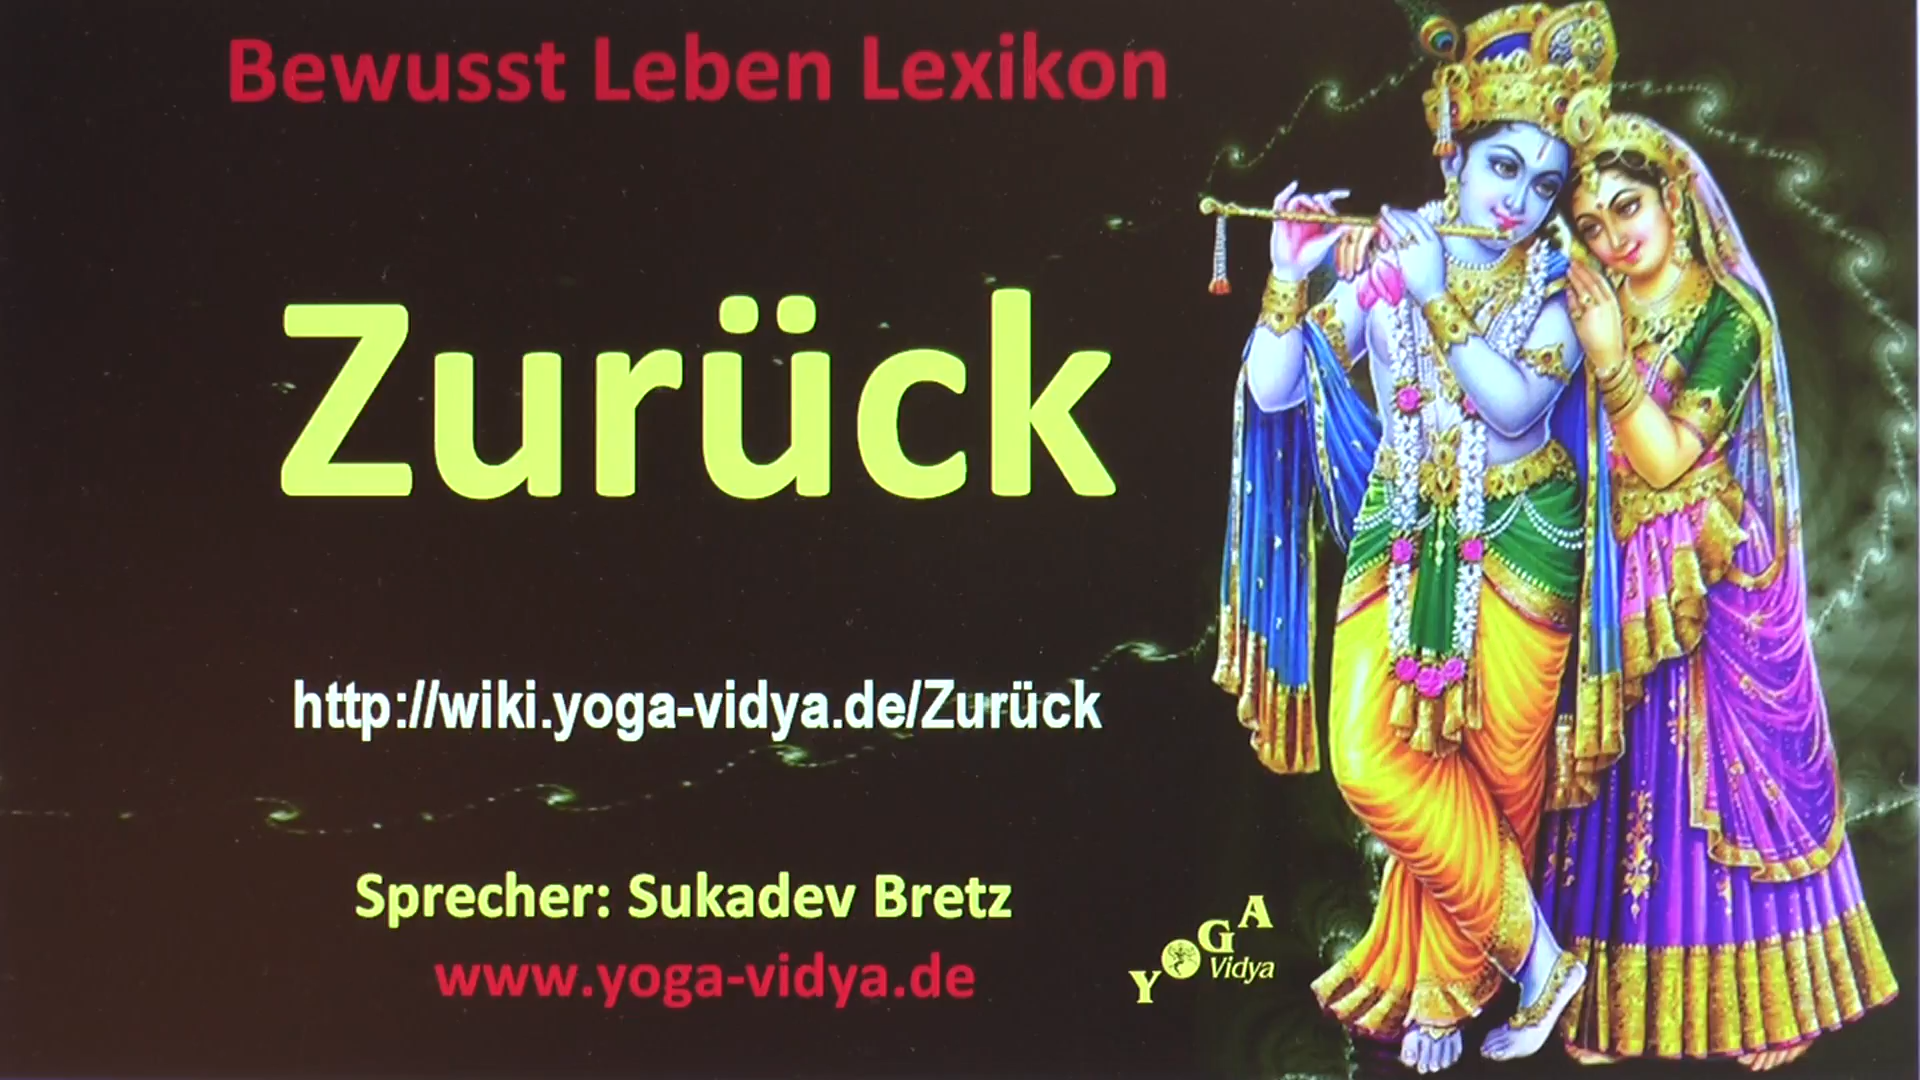 Bewusst Leben Lexikon
Zurück
http://wiki.yoga-vidya.de/Zurück
Sprecher: Sukadev Bretz
www.yoga-vidya.de
YOGA
Vidya